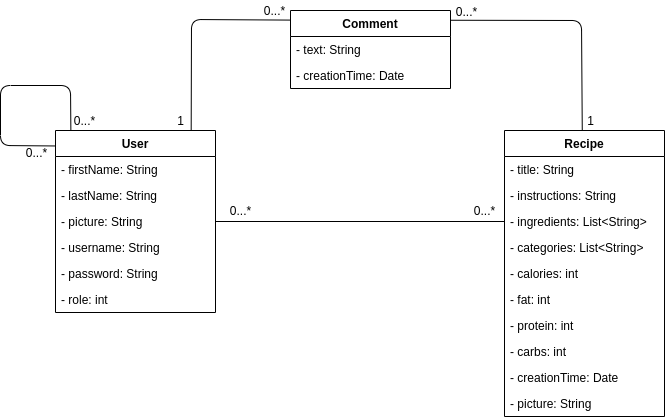 0...*
Comment
0...*
- text: String
- creationTime: Date
0...*
1
1
0...*
User
- firstName: String
- lastName: String
- picture: String
- username: String
- password: String
- role: int
0...*
0...*
Recipe
- title: String
- instructions: String
- ingredients: List<String>
- categories: List<String>
- calories: int
- fat: int
- protein: int
- carbs: int
- creationTime: Date
- picture: String